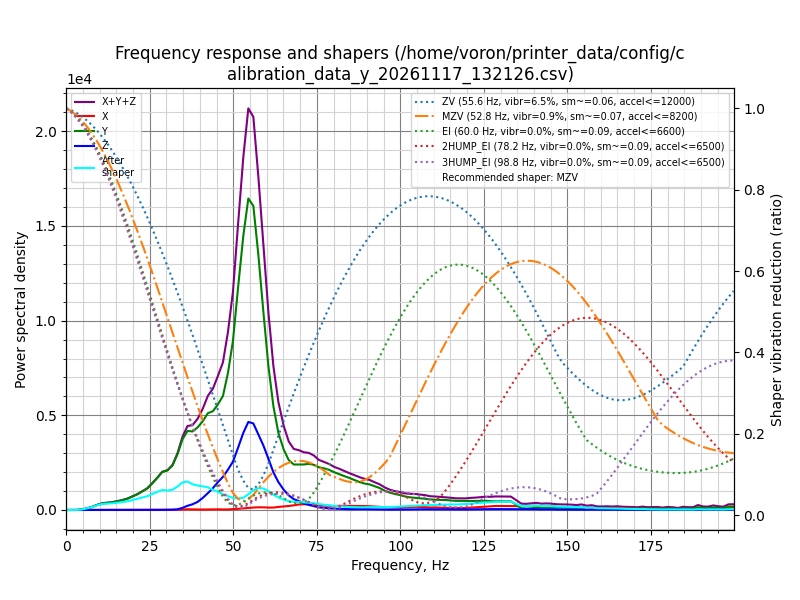 Frequency response and shapers (/home/voron/printer_data/config/c
alibration_data_y_20261117_132126.csv)
1e4
X+Y+Z
X
Y
Z
After
shaper
ZV (55.6 Hz, vibr=6.5%, sm~=0.06, accel<=12000)
MZV (52.8 Hz, vibr=0.9%, sm~=0.07, accel<=8200)
EI (60.0 Hz, vibr=0.0%, sm~=0.09, accel<=6600)
2HUMP_EI (78.2 Hz, vibr=0.0%, sm~=0.09, accel<=6500)
3HUMP_EI (98.8 Hz, vibr=0.0%, sm~=0.09, accel<=6500)
Recommended shaper: MZV
Power spectral density
2.0
1.5
1.0
0.5
0.0
1.0
0.8
0.6
0.4
0.2
0.0
Shaper vibration reduction (ratio)
0 25 50 75 100 125 150 175
Frequency, Hz